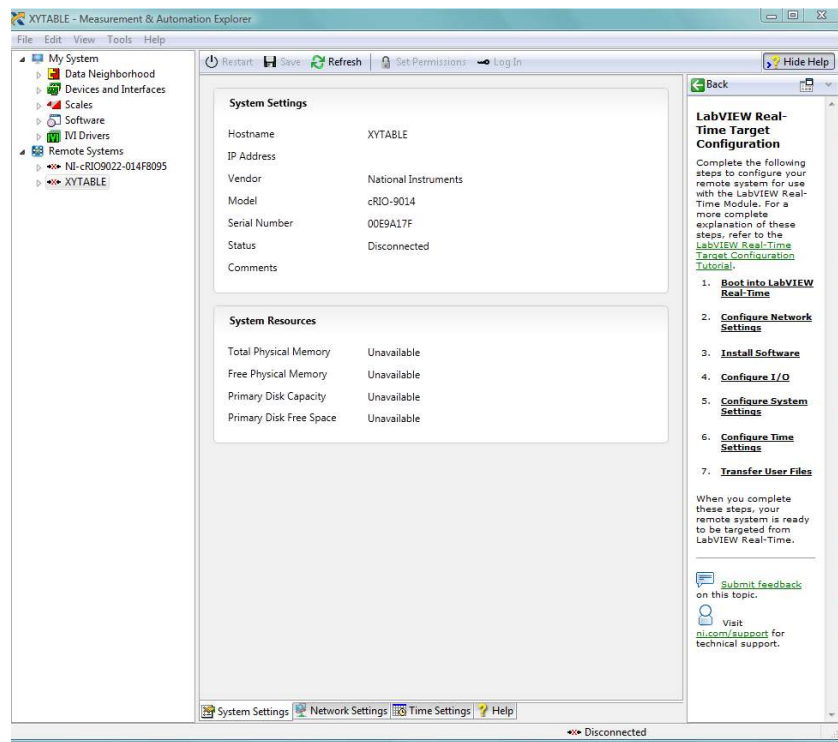 XYTABLE - Measurement & Automation Explorer
File Edit View Tools Help
My System
Data Neighborhood
Devices and Interfaces
Scales
Software
IVI Drivers
Remote Systems
NI-cRIO9022-014F8095
XYTABLE
Restart Save Refresh Set Permissions Log In
Hide Help
System Settings
Hostname XYTABLE
IP Address
Vendor National Instruments
Model cRIO-9014
Serial Number 00E9A17F
Status Disconnected
Comments
System Resources
Total Physical Memory Unavailable
Free Physical Memory Unavailable
Primary Disk Capacity Unavailable
Primary Disk Free Space Unavailable
Back
LabVIEW Real-
Time Target
Configuration
Complete the following
steps to configure your
remote system for use
with the LabVIEW Real-
Time Module. For a
more complete
explanation of these
steps, refer to the
LabVIEW Real-Time
Target Configuration
Tutorial.
1. Boot into LabVIEW
Real-Time
2. Configure Network
Settings
3. Install Software
4. Configure I/O
5. Configure System
Settings
6. Configure Time
Settings
7. Transfer User Files
When you complete
these steps, your
remote system is ready
to be targeted from
LabVIEW Real-Time.
Submit feedback
on this topic.
Visit
ni.com/support for
technical support.
System Settings Network Settings Time Settings Help
Disconnected